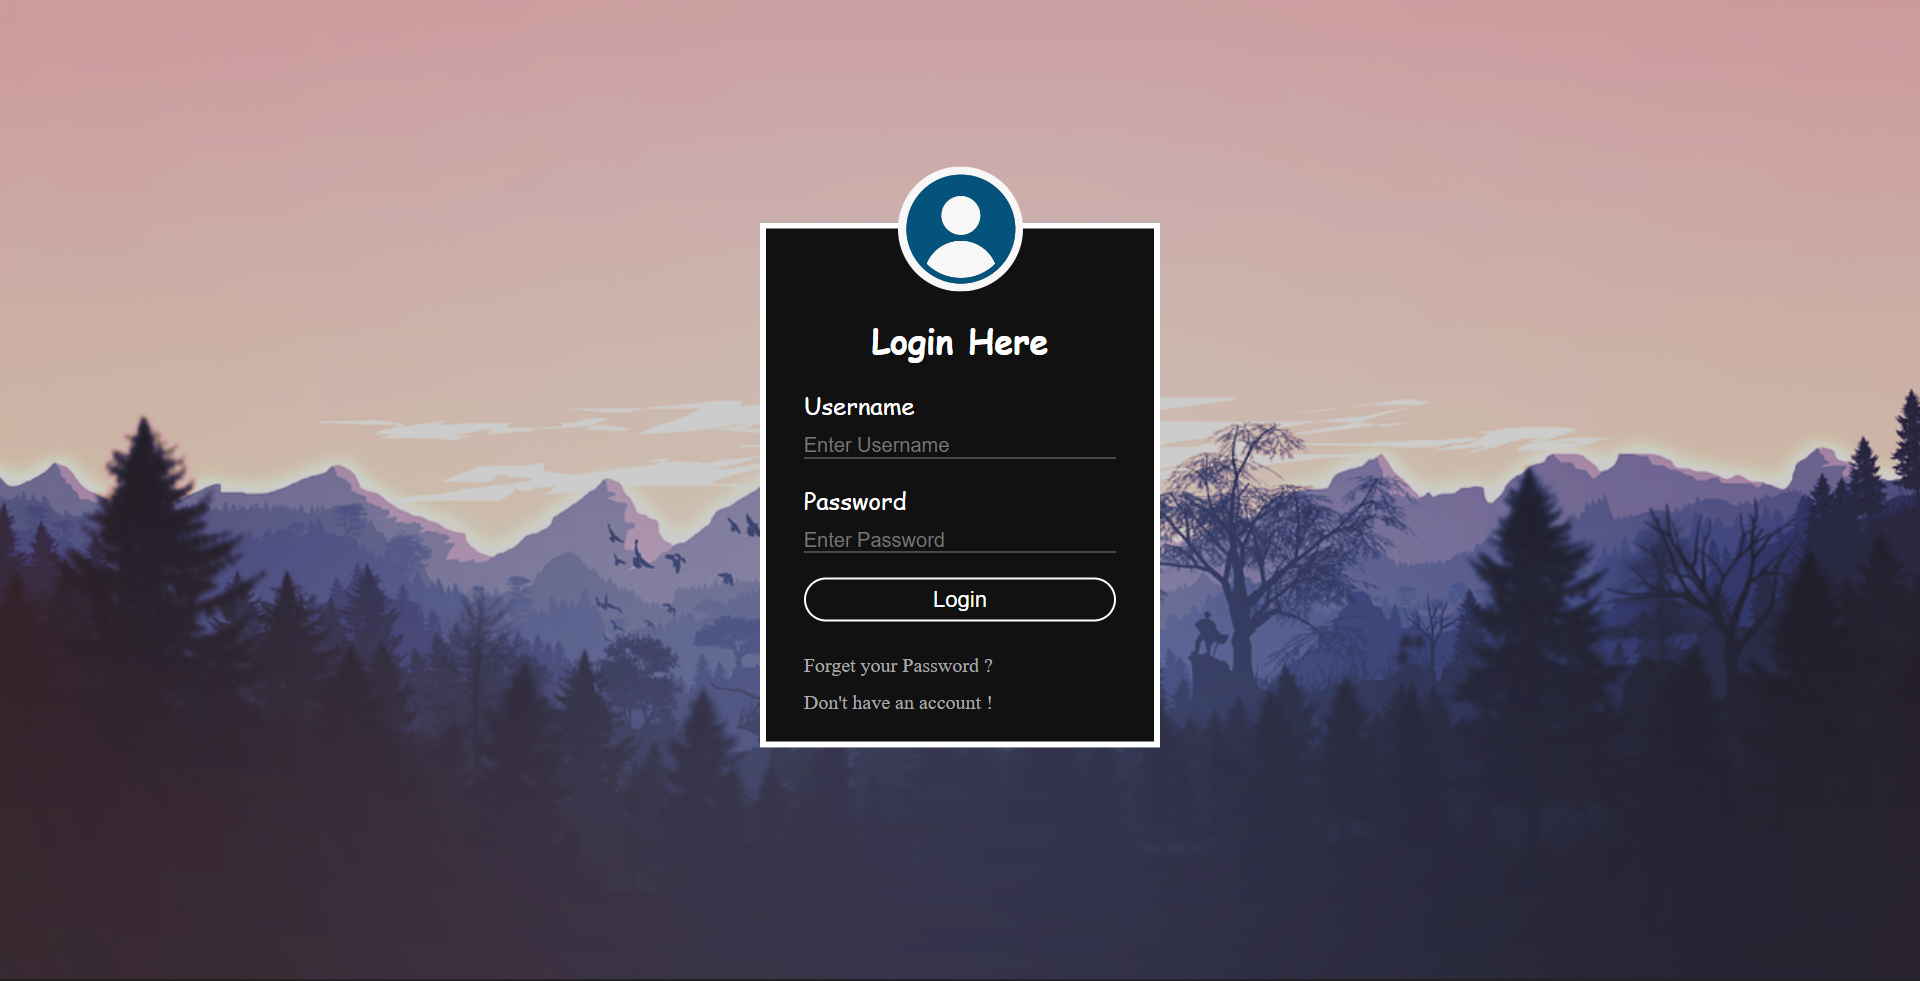 Login Here
Username
Enter Username
Password
Enter Password
Login
Forget your Password ?
Don't have an account !